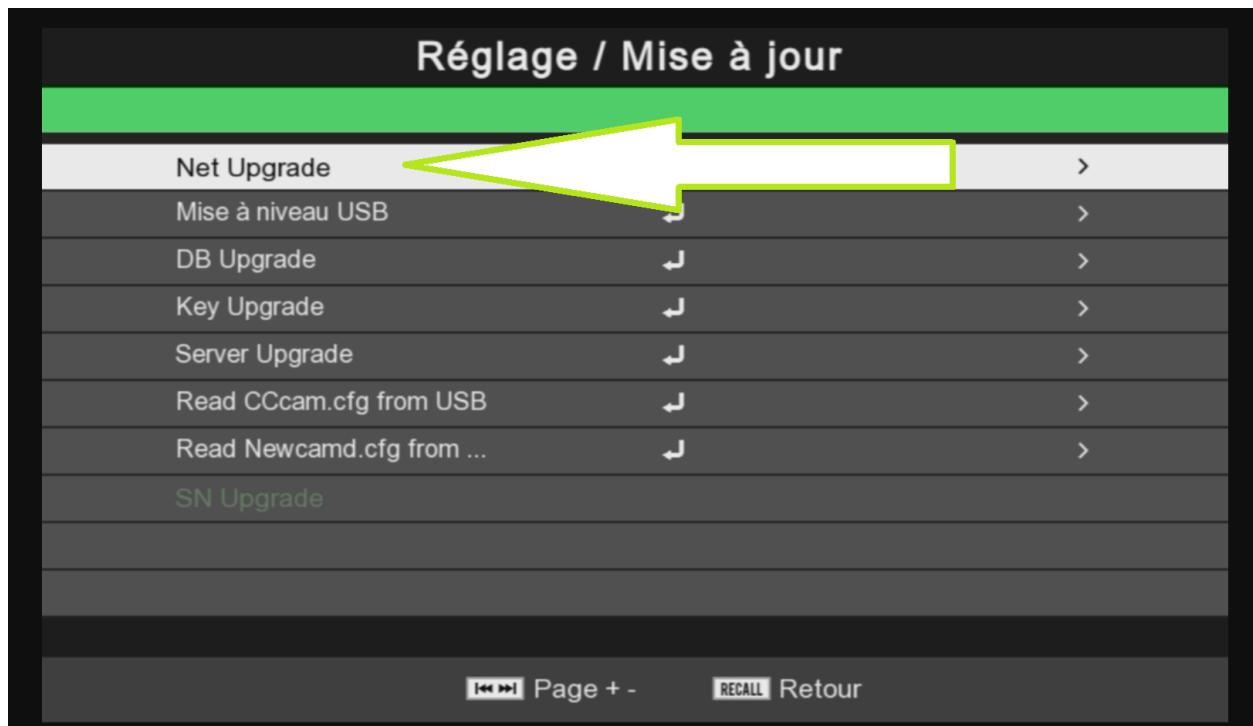 Réglage / Mise à jour
Net Upgrade
Mise à niveau USB
DB Upgrade
Key Upgrade
Server Upgrade
Read CCcam.cfg from USB
Read Newcamd.cfg from ...
SN Upgrade
Page + - RECALL Retour